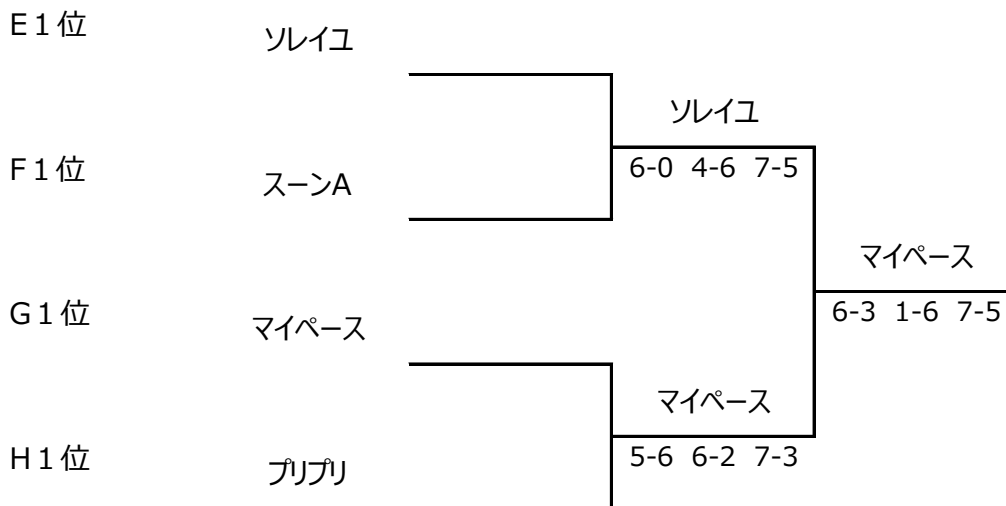 E１位
ソレイユ
ソレイユ
F１位
スーンA
6-0 4-6 7-5
マイペース
G１位
マイペース
6-3 1-6 7-5
マイペース
H１位
プリプリ
5-6 6-2 7-3